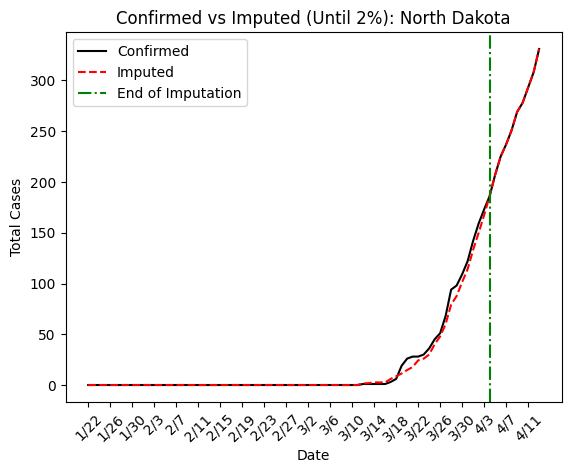 Confirmed vs Imputed (Until 2%): North Dakota
Confirmed
Imputed
End of Imputation
Total Cases
300
250
200
150
100
50
0
1/22 1/26 1/30 2/3 2/7 2/11 2/15 2/19 2/23 2/27 3/2 3/6 3/10 3/14 3/18 3/22 3/26 3/30 4/3 4/7 4/11
Date